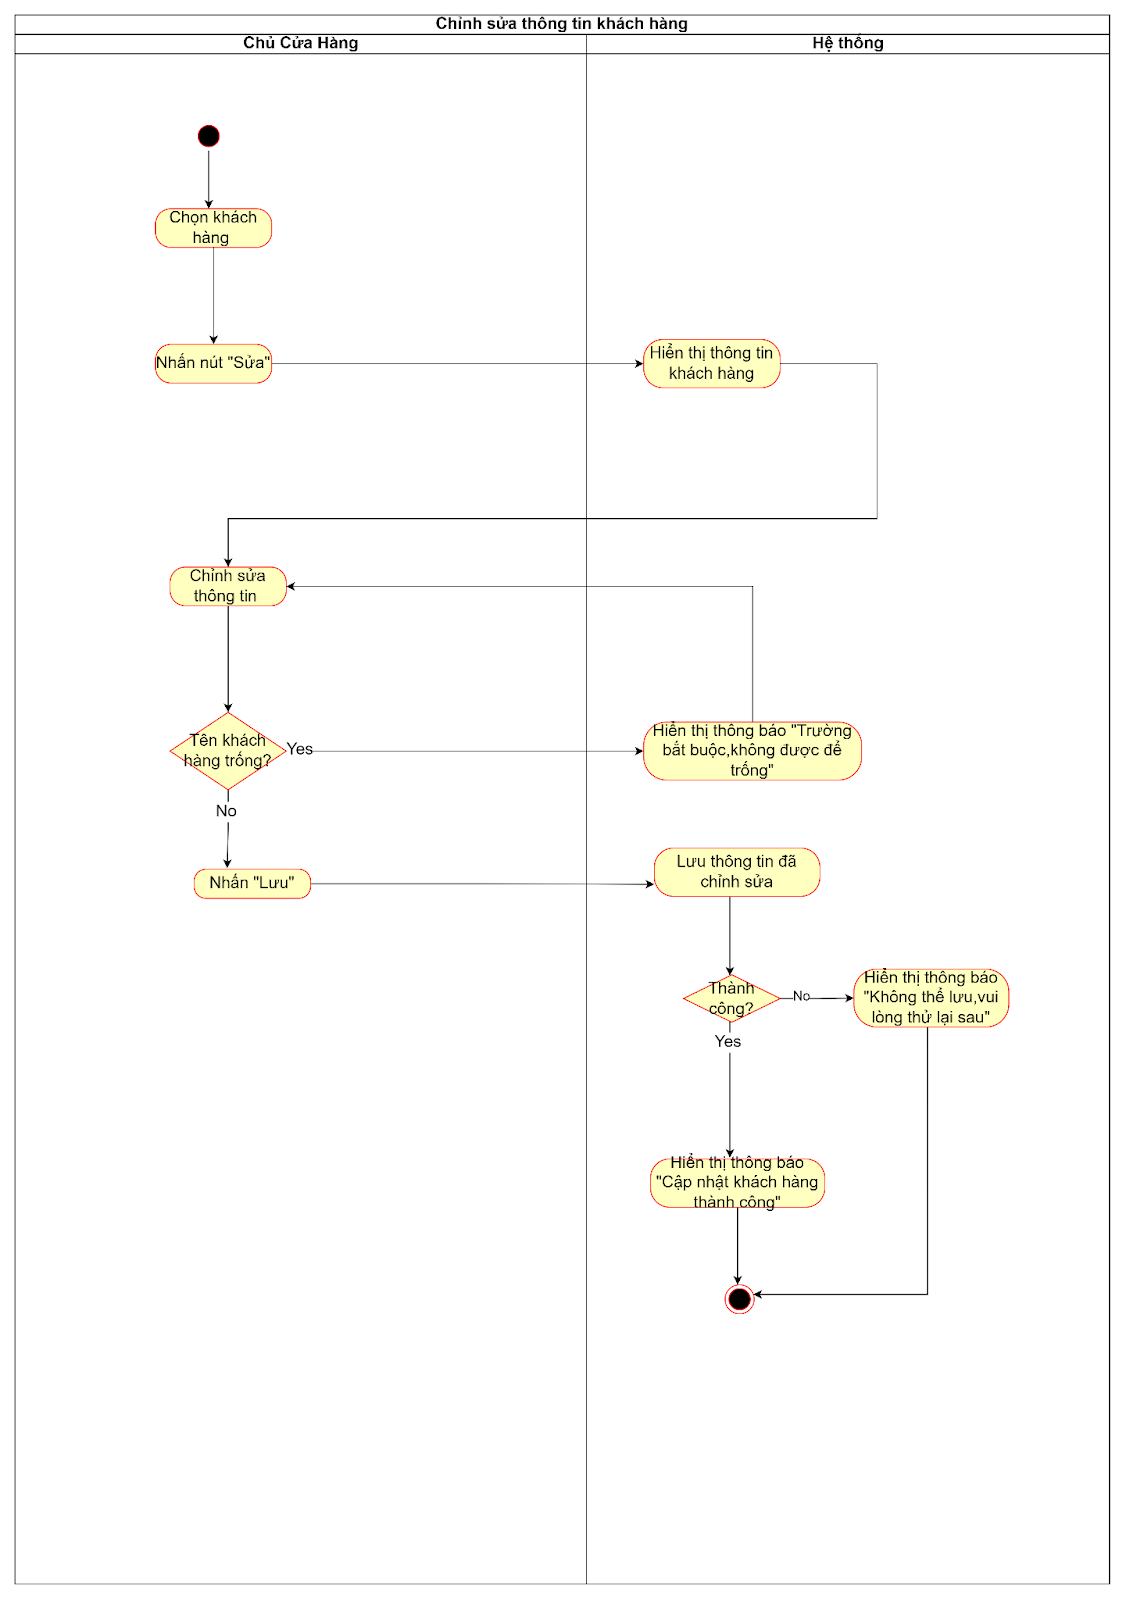 Chỉnh sửa thông tin khách hàng
Chủ Cửa Hàng
Hệ thống
Chọn khách
hàng
Nhấn nút "Sửa"
Hiển thị thông tin
khách hàng
Chỉnh sửa
thông tin
Tên khách
hàng trống?
Yes
Hiển thị thông báo "Trường
bắt buộc,không được để
trống"
No
Nhấn "Lưu"
Lưu thông tin đã
chỉnh sửa
Thành
công?
No
Hiển thị thông báo
"Không thể lưu,vui
lòng thử lại sau"
Yes
Hiển thị thông báo
"Cập nhật khách hàng
thành công"